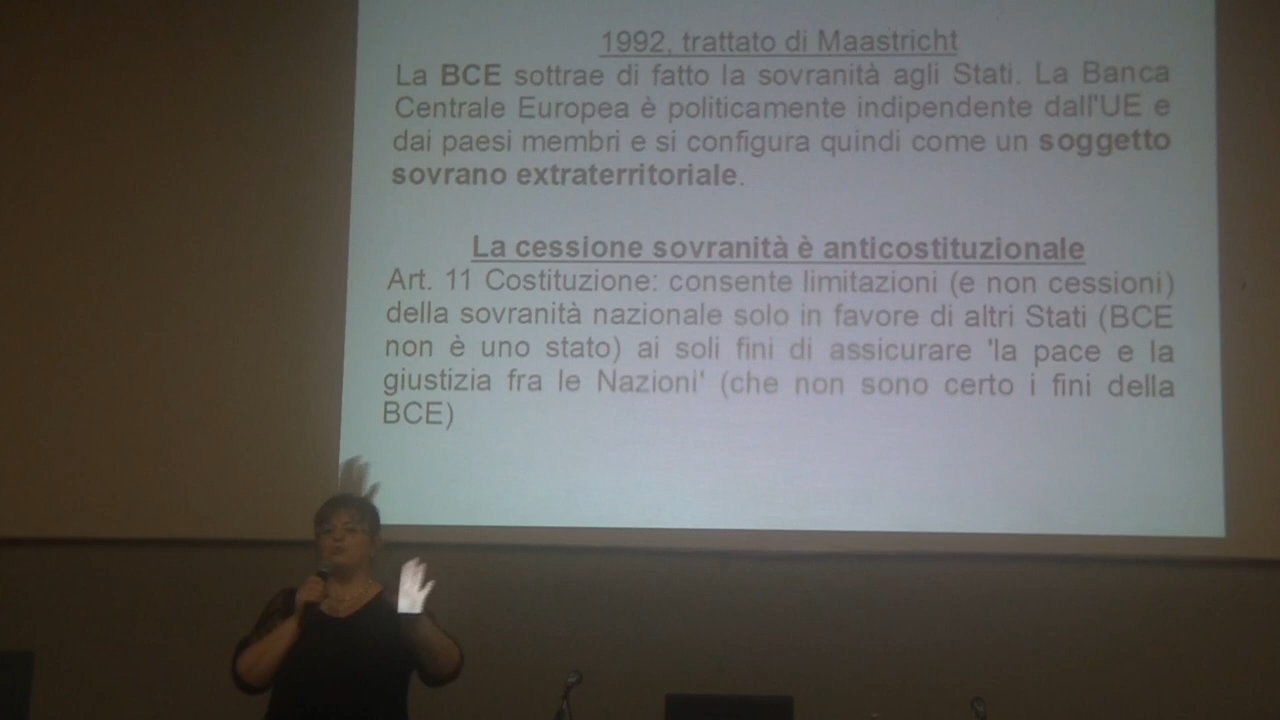 1992, trattato di Maastricht
La BCE sottrae di fatto la sovranità agli Stati. La Banca
Centrale Europea è politicamente indipendente dall'UE e
dai paesi membri e si configura quindi come un soggetto
sovrano extraterritoriale.
La cessione sovranità è anticostituzionale
Art. 11 Costituzione: consente limitazioni (e non cessioni)
della sovranità nazionale solo in favore di altri Stati (BCE
non è uno stato) ai soli fini di assicurare 'la pace e la
giustizia fra le Nazioni' (che non sono certo i fini della
BCE)